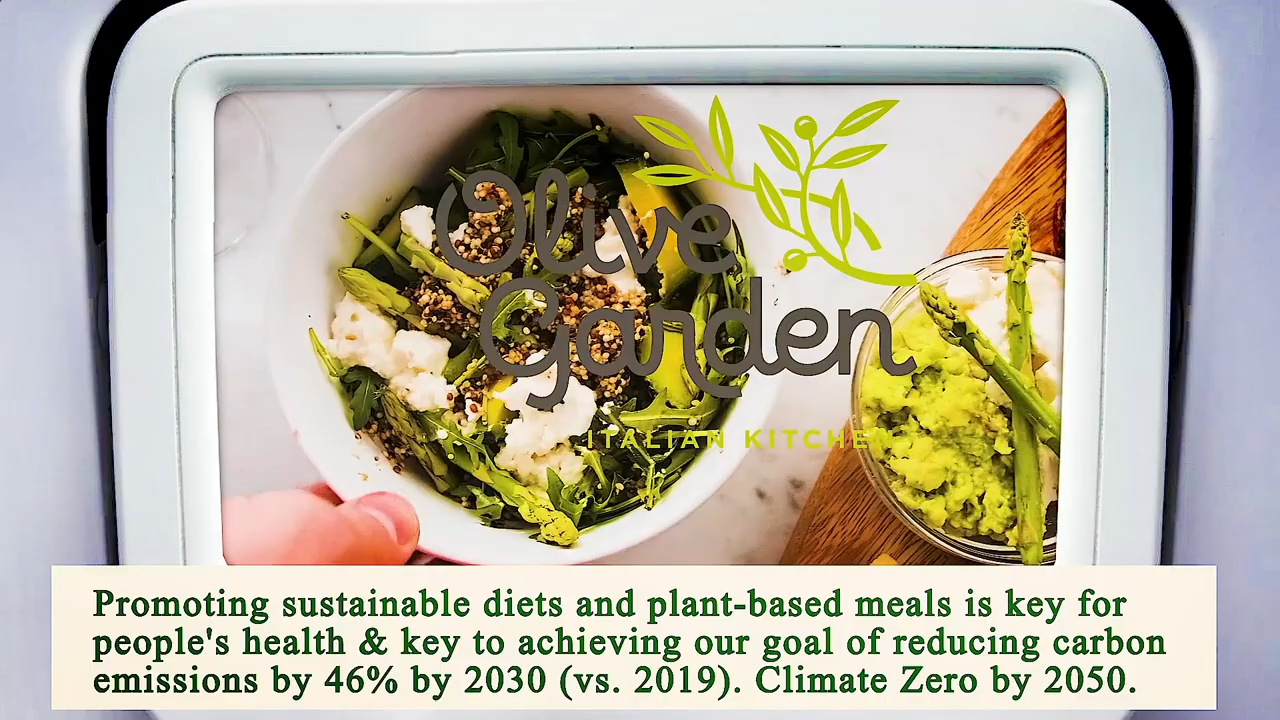 Olive
Garden
ITALIAN KITCHEN
Promoting sustainable diets and plant-based meals is key for
people's health & key to achieving our goal of reducing carbon
emissions by 46% by 2030 (vs. 2019). Climate Zero by 2050.